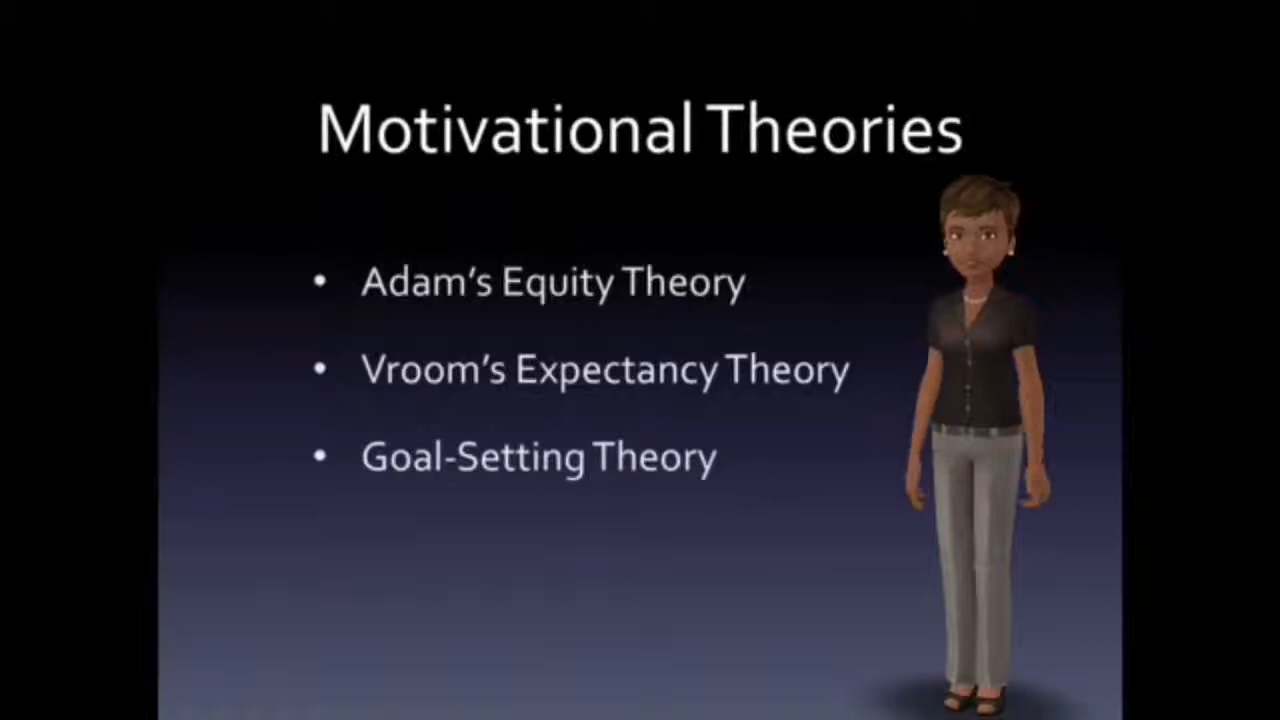 Motivational Theories
• Adam’s Equity Theory
• Vroom’s Expectancy Theory
• Goal-Setting Theory